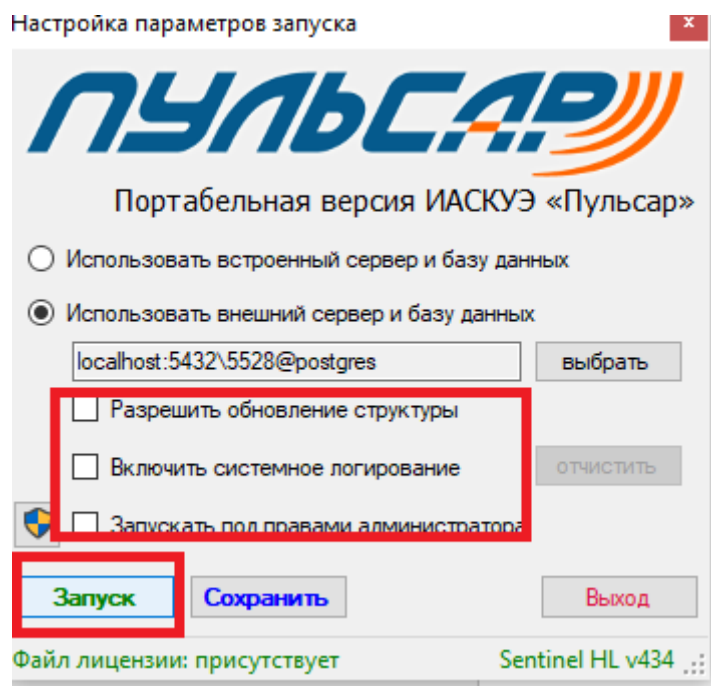 Настройка параметров запуска
x
ПУЛЬСАР
Портабельная версия ИАСКУЭ «Пульсар»
Использовать встроенный сервер и базу данных
Использовать внешний сервер и базу данных
localhost:5432\5528@postgres
выбрать
Разрешить обновление структуры
Включить системное логирование
отчистить
Запускать под правами администратора
Запуск
Сохранить
Выход
Файл лицензии: присутствует
Sentinel HL v434